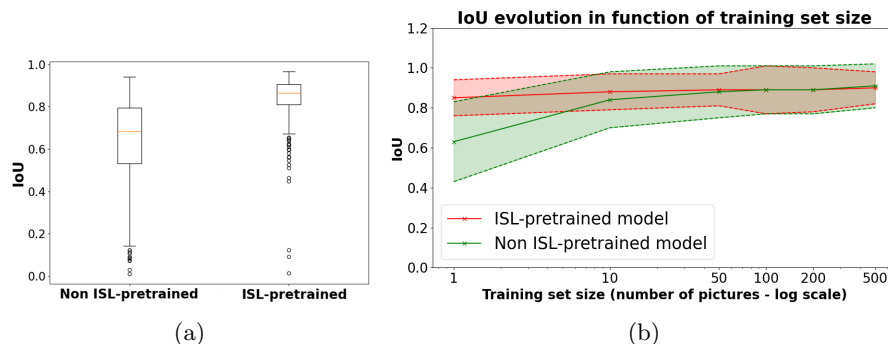 1.0
0.8
0.6
0.4
0.2
0.0
IoU
Non ISL-pretrained
ISL-pretrained
(a)
IoU evolution in function of training set size
1.2
1.0
0.8
0.6
0.4
0.2
0.0
IoU
ISL-pretrained model
Non ISL-pretrained model
1 10 50 100 200 500
Training set size (number of pictures - log scale)
(b)